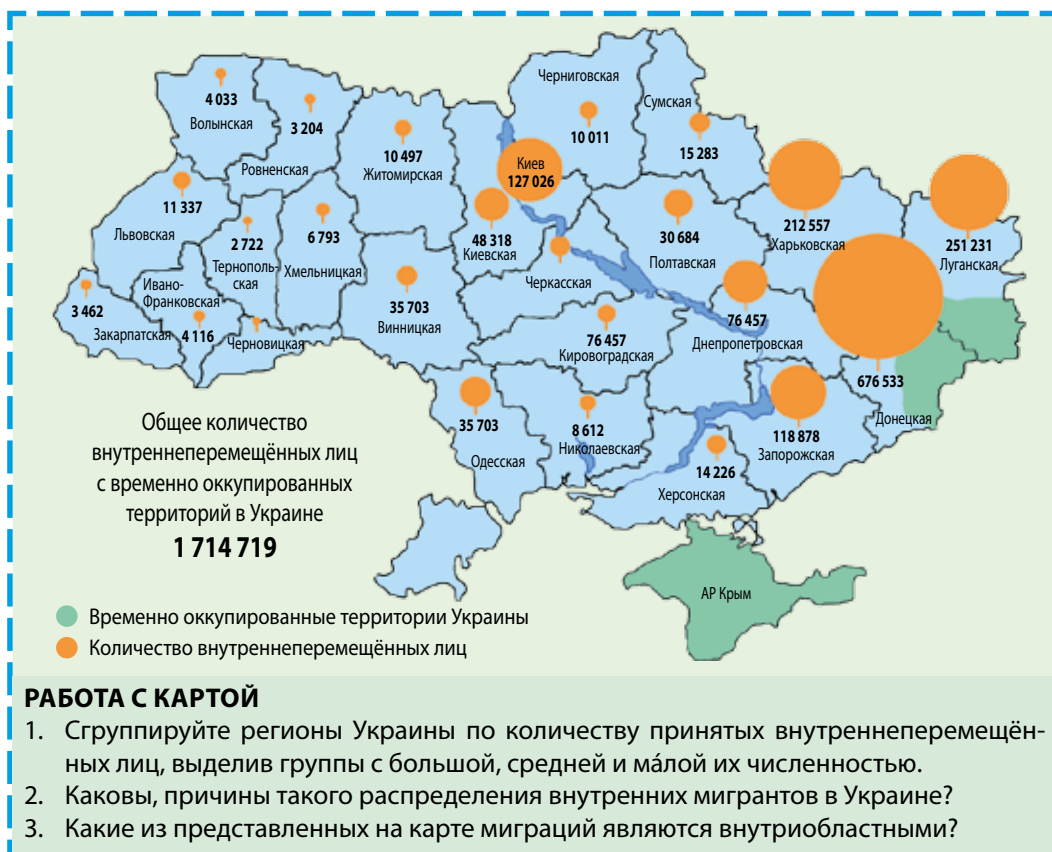 Черниговская
Сумская
4 033
Волынская
3 204
Ровненская
10 497
Житомирская
10 011
15 283
Киев
127 026
11 337
Львовская
2 722
Тернополь-
ская
6 793
Хмельницкая
48 318
Киевская
30 684
Полтавская
212 557
Харьковская
251 231
Луганская
3 462
Закарпатская
Ивано-
Франковская
4 116
Черновицкая
35 703
Винницкая
Черкасская
76 457
Кировоградская
76 457
Днепропетровская
676 533
Донецкая
35 703
Одесская
8 612
Николаевская
14 226
Херсонская
118 878
Запорожская
АР Крым
Общее количество
внутреннеперемещённых лиц
с временно оккупированных
территорий в Украине
1 714 719
Временно оккупированные территории Украины
Количество внутреннеперемещённых лиц
РАБОТА С КАРТОЙ
1. Сгруппируйте регионы Украины по количеству принятых внутреннеперемещён-
ных лиц, выделив группы с большой, средней и ма́лой их численностью.
2. Каковы, причины такого распределения внутренних мигрантов в Украине?
3. Какие из представленных на карте миграций являются внутриобластными?